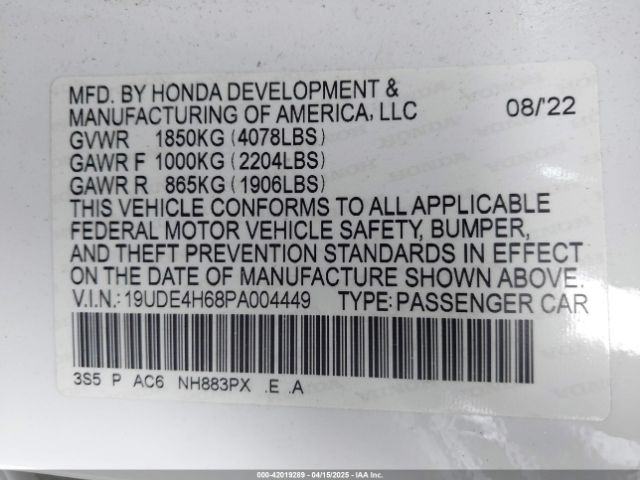 MFD. BY HONDA DEVELOPMENT &
MANUFACTURING OF AMERICA, LLC 08/'22
GVWR 1850KG (4078LBS)
GAWR F 1000KG (2204LBS)
GAWR R 865KG (1906LBS)
THIS VEHICLE CONFORMS TO ALL APPLICABLE
FEDERAL MOTOR VEHICLE SAFETY, BUMPER,
AND THEFT PREVENTION STANDARDS IN EFFECT
ON THE DATE OF MANUFACTURE SHOWN ABOVE.
V.I.N.:19UDE4H68PA004449 TYPE:PASSENGER CAR
3S5 P AC6 NH883PX .E .A
000-42019289 - 04/15/2025 - IAA Inc.